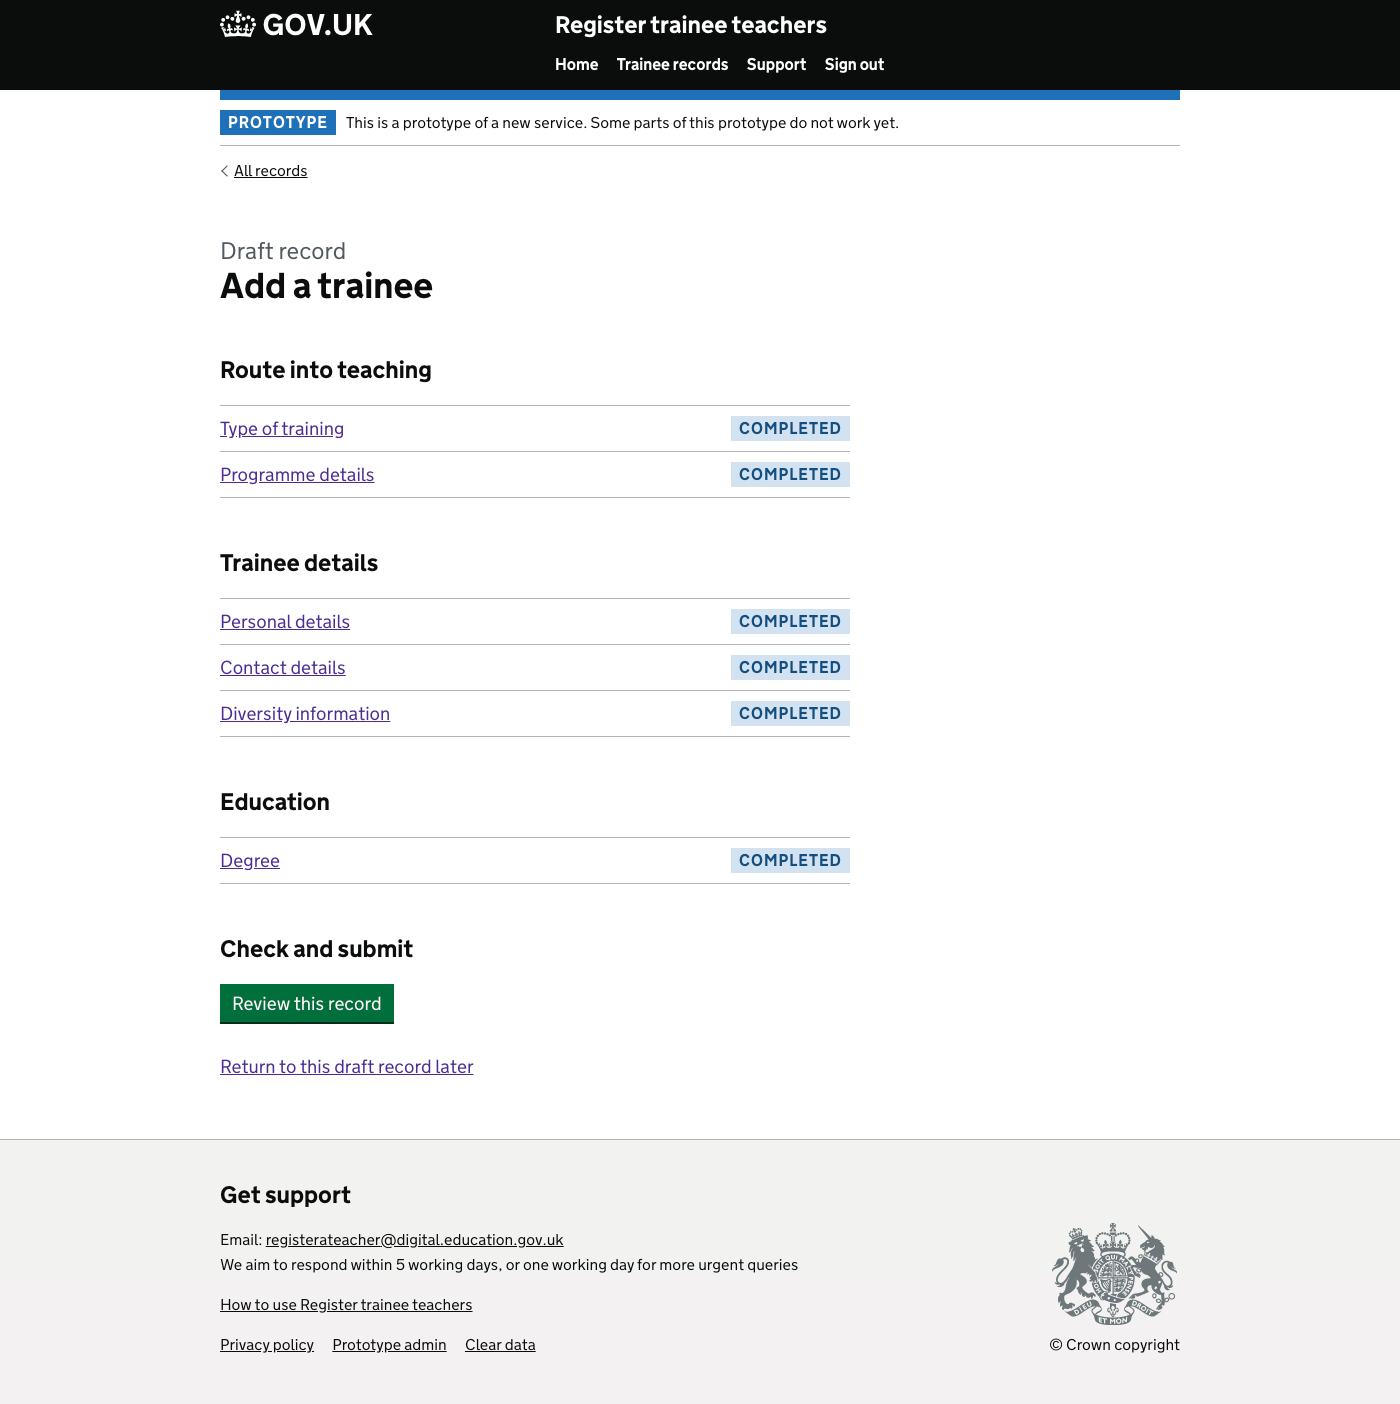 GOV.UK
Register trainee teachers
Home Trainee records Support Sign out
PROTOTYPE This is a prototype of a new service. Some parts of this prototype do not work yet.
All records
Draft record
Add a trainee
Route into teaching
Type of training COMPLETED
Programme details COMPLETED
Trainee details
Personal details COMPLETED
Contact details COMPLETED
Diversity information COMPLETED
Education
Degree COMPLETED
Check and submit
Review this record
Return to this draft record later
Get support
Email: registerateacher@digital.education.gov.uk
We aim to respond within 5 working days, or one working day for more urgent queries
How to use Register trainee teachers
Privacy policy Prototype admin Clear data
DIEU ET MON DROIT
© Crown copyright